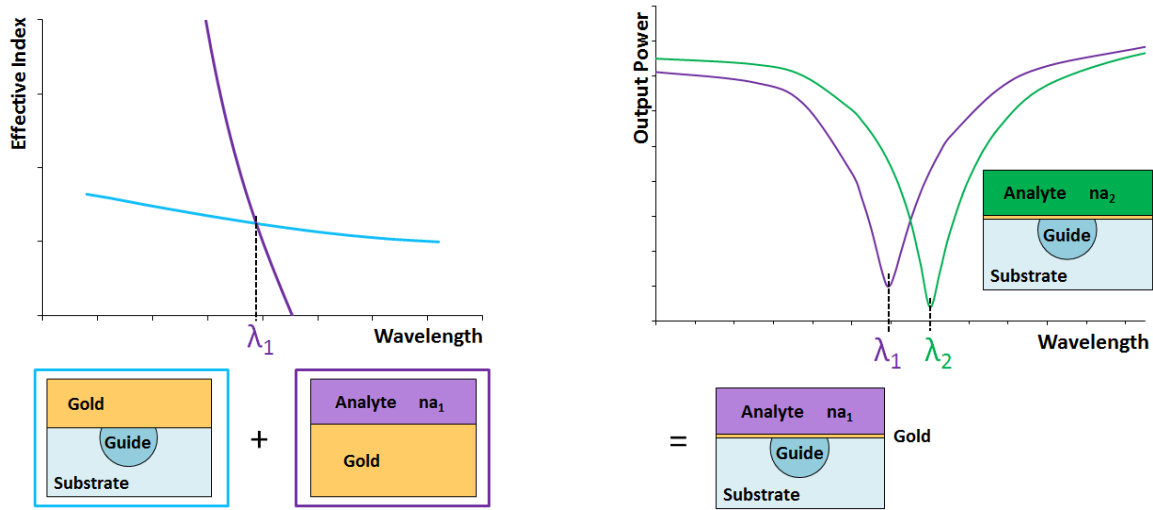 Effective Index
λ1
Wavelength
Gold
Guide
Substrate
+
Analyte na1
Gold
Output Power
Analyte na2
Guide
Substrate
λ1
λ2
Wavelength
=
Analyte na1
Gold
Guide
Substrate